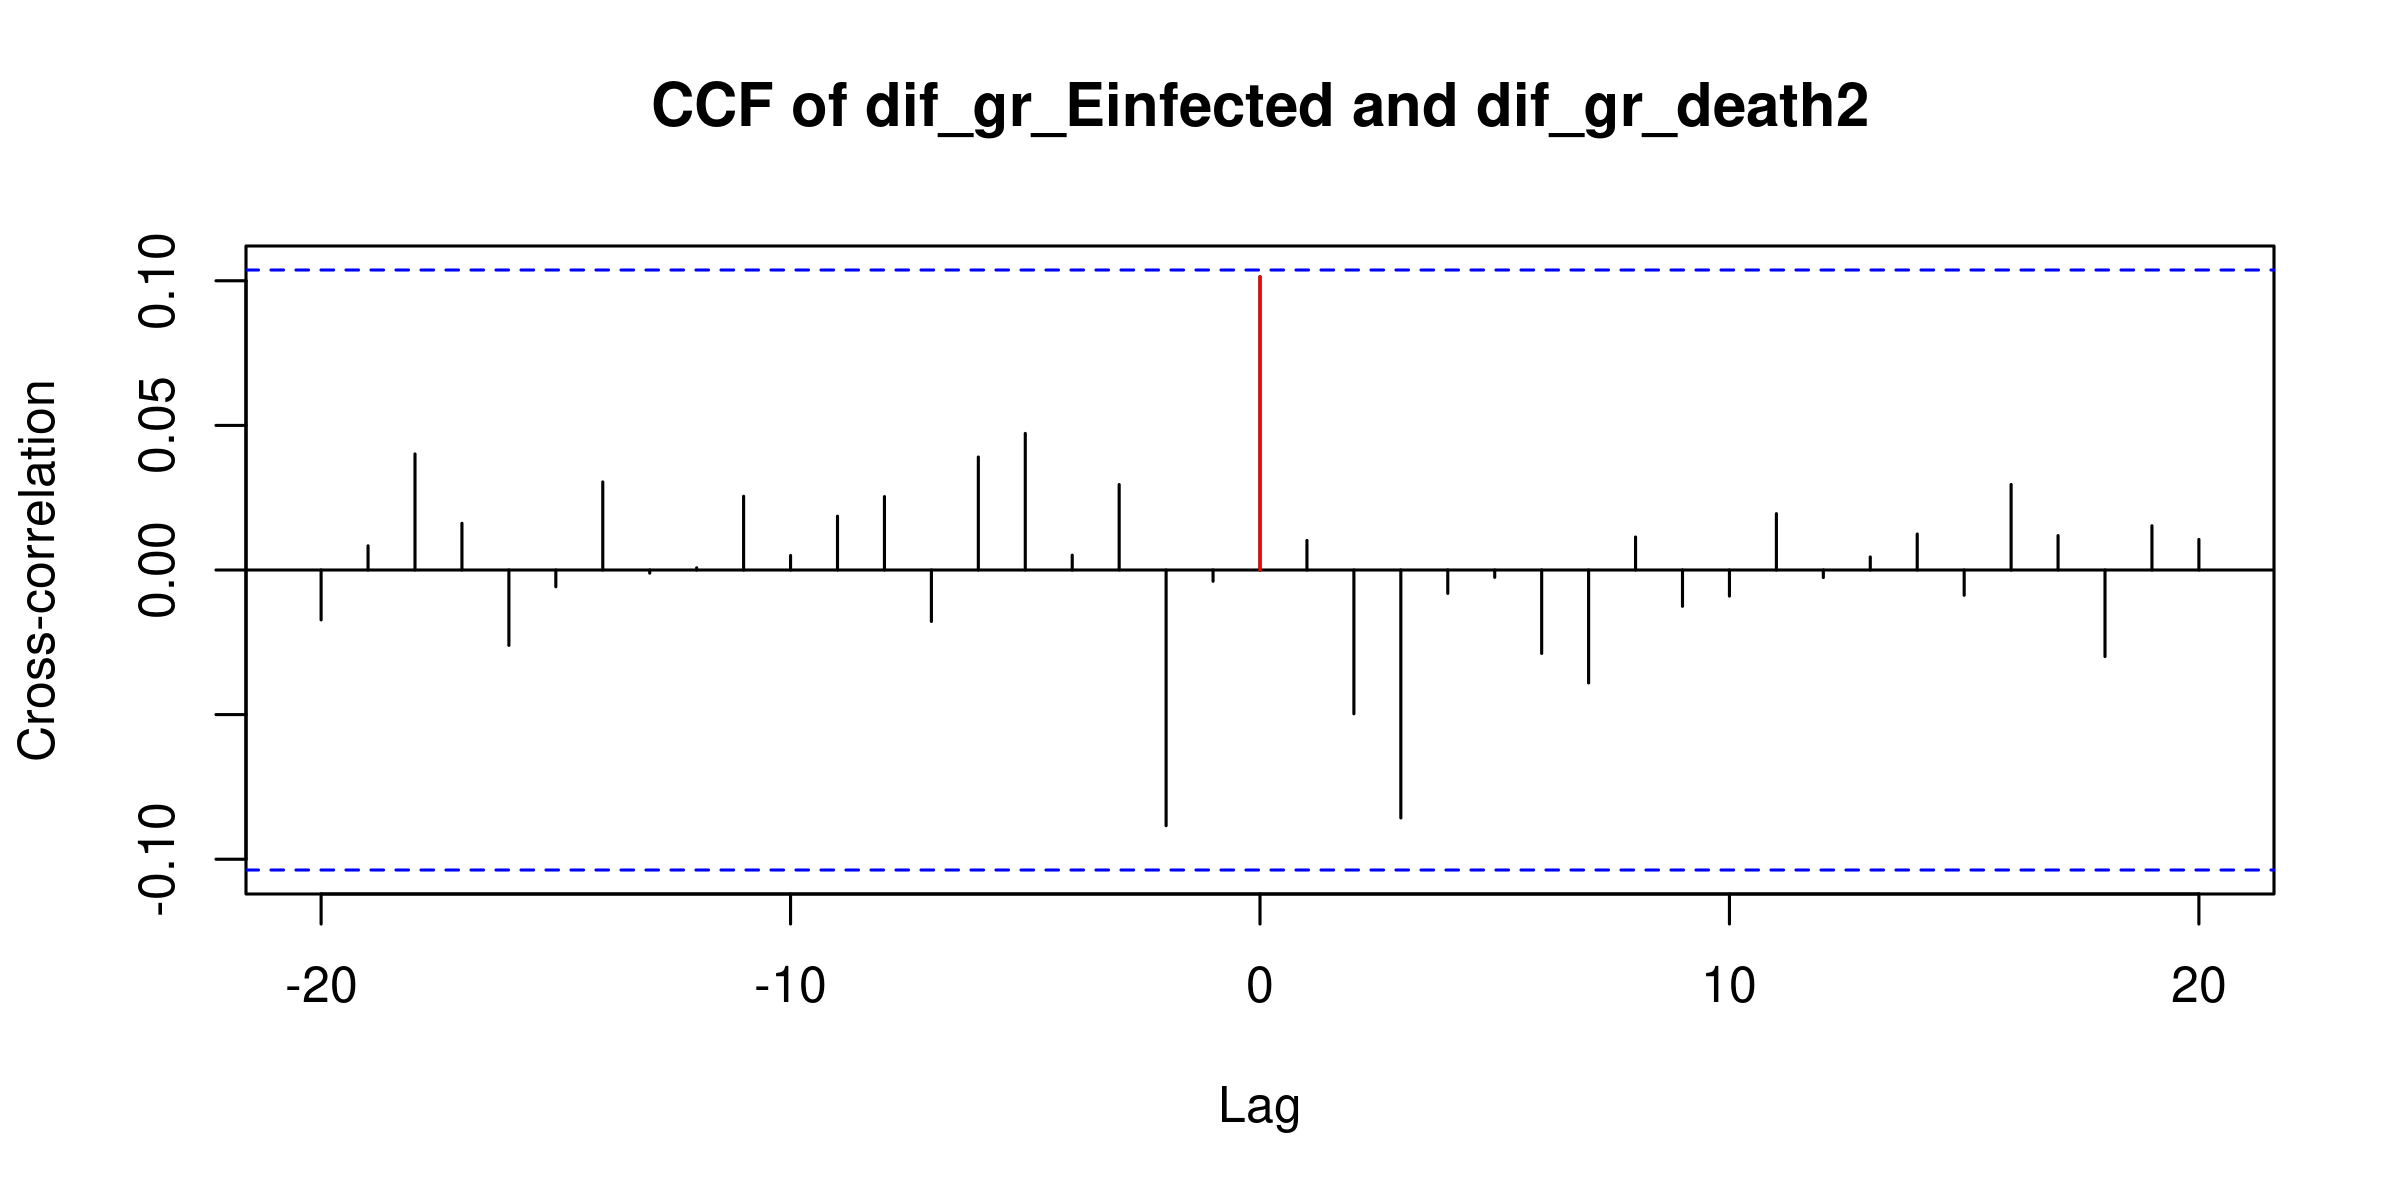 CCF of dif_gr_Einfected and dif_gr_death2
Cross-correlation
0.10
0.05
0.00
-0.10
-20 -10 0 10 20
Lag